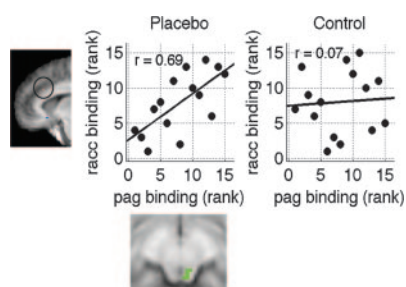 Placebo
Control
racc binding (rank)
15
10
5
0
r = 0.69
0 5 10 15
pag binding (rank)
racc binding (rank)
15
10
5
0
r = 0.07
0 5 10 15
pag binding (rank)